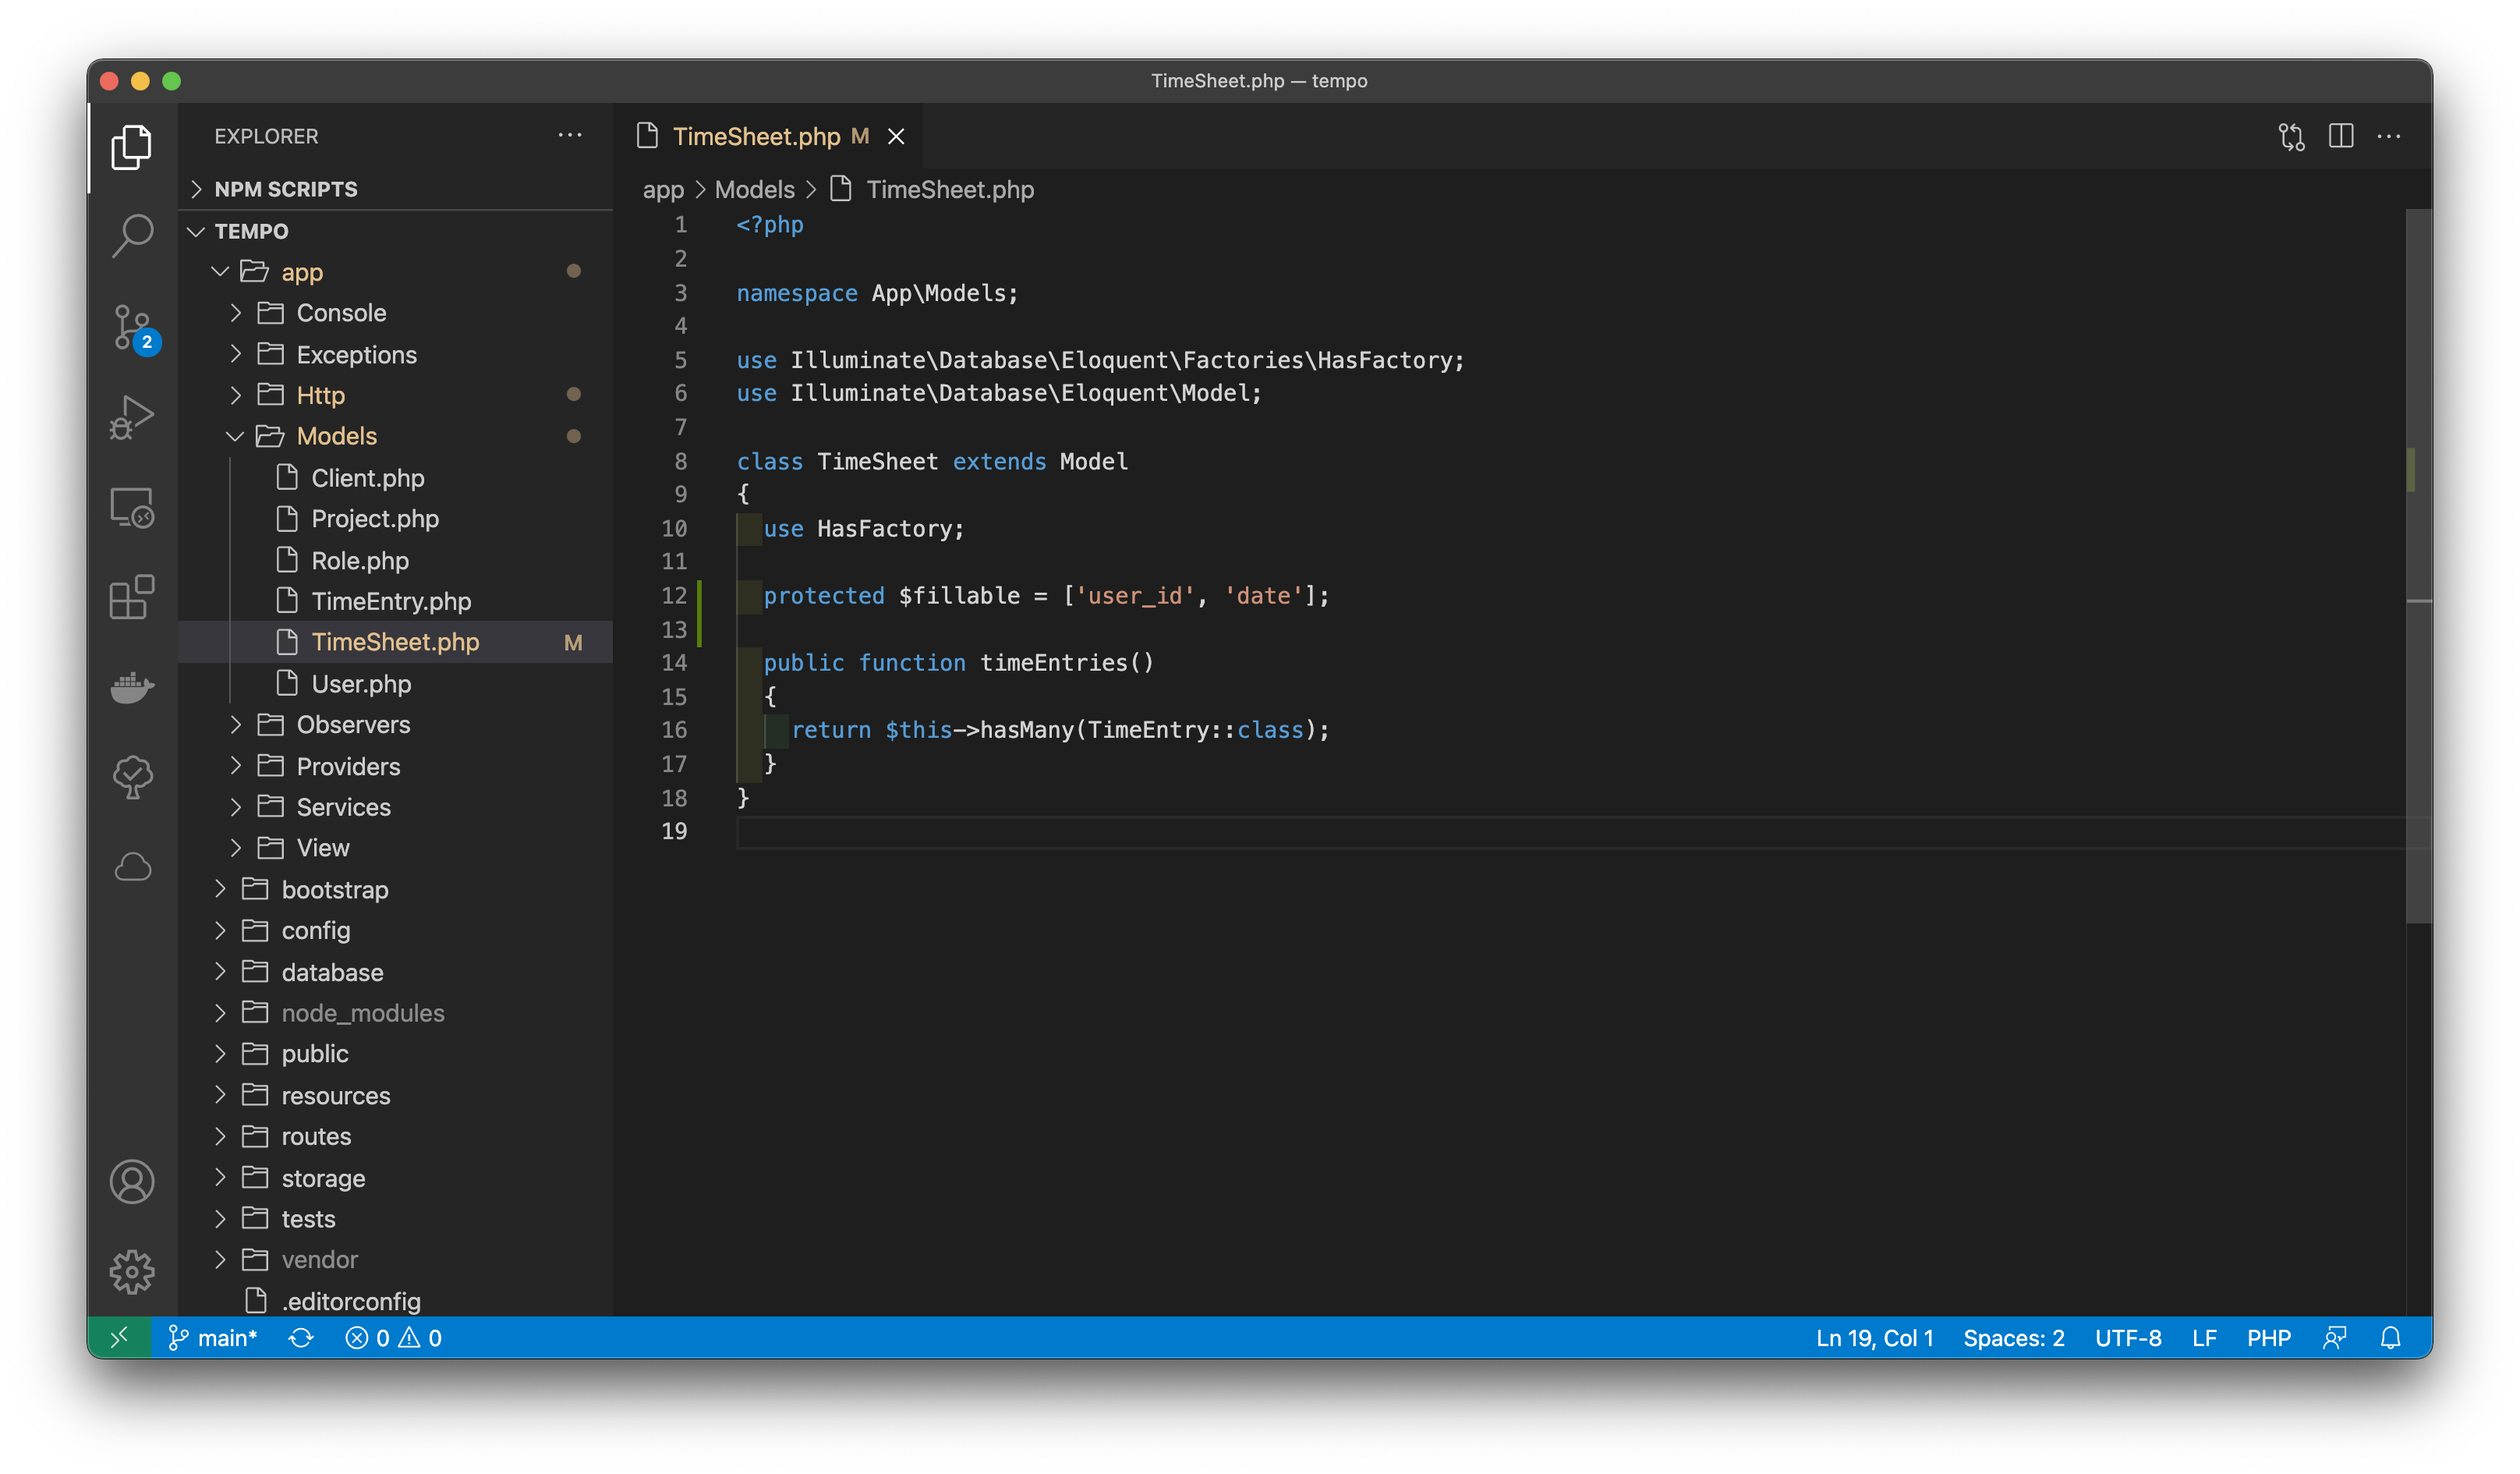 TimeSheet.php — tempo
EXPLORER
NPM SCRIPTS
TEMPO
app
Console
Exceptions
Http
Models
Client.php
Project.php
Role.php
TimeEntry.php
TimeSheet.php M
User.php
Observers
Providers
Services
View
bootstrap
config
database
node_modules
public
resources
routes
storage
tests
vendor
.editorconfig
2
TimeSheet.php M
app > Models > TimeSheet.php
1 <?php
2
3 namespace App\Models;
4
5 use Illuminate\Database\Eloquent\Factories\HasFactory;
6 use Illuminate\Database\Eloquent\Model;
7
8 class TimeSheet extends Model
9 {
10   use HasFactory;
11
12   protected $fillable = ['user_id', 'date'];
13
14   public function timeEntries()
15   {
16     return $this->hasMany(TimeEntry::class);
17   }
18 }
19
main* 0 0
Ln 19, Col 1 Spaces: 2 UTF-8 LF PHP